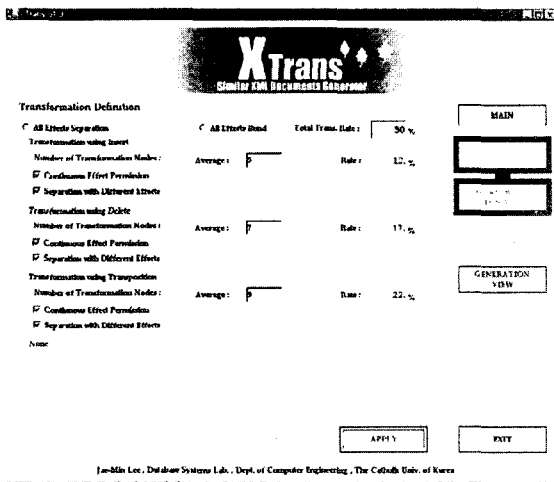 XTrans
Similar XML Documents Generator
Transformation Definition
All Effects Separation
All Effects Bond
Total Trans. Rate :
50 %
Transformation using Insert
Number of Transformation Nodes :
Average : 5
Rate : 12. %
Continuous Effect Permission
Separation with Different Effects
Transformation using Delete
Number of Transformation Nodes :
Average : 7
Rate : 17. %
Continuous Effect Permission
Separation with Different Effects
Transformation using Transposition
Number of Transformation Nodes :
Average : 9
Rate : 22. %
Continuous Effect Permission
Separation with Different Effects
None
MAIN
GENERATION
VIEW
APPLY
EXIT
Jae-Min Lee , Database Systems Lab. , Dept. of Computer Engineering , The Catholic Univ. of Korea